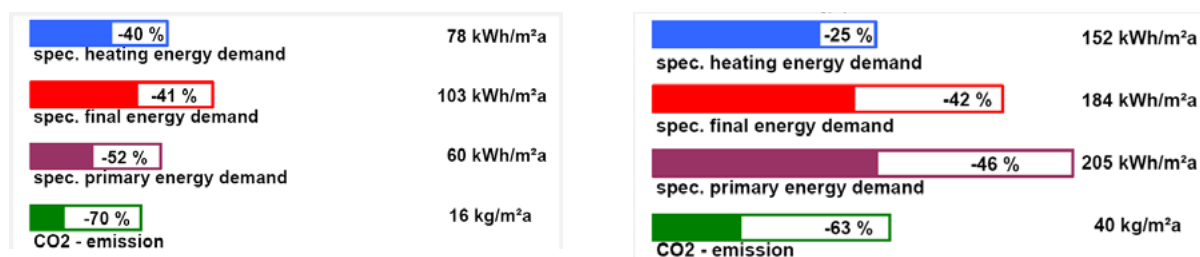 -40 % 78 kWh/m²a
spec. heating energy demand
-41 % 103 kWh/m²a
spec. final energy demand
-52 % 60 kWh/m²a
spec. primary energy demand
-70 % 16 kg/m²a
CO2 - emission
-25 % 152 kWh/m²a
spec. heating energy demand
-42 % 184 kWh/m²a
spec. final energy demand
-46 % 205 kWh/m²a
spec. primary energy demand
-63 % 40 kg/m²a
CO2 - emission